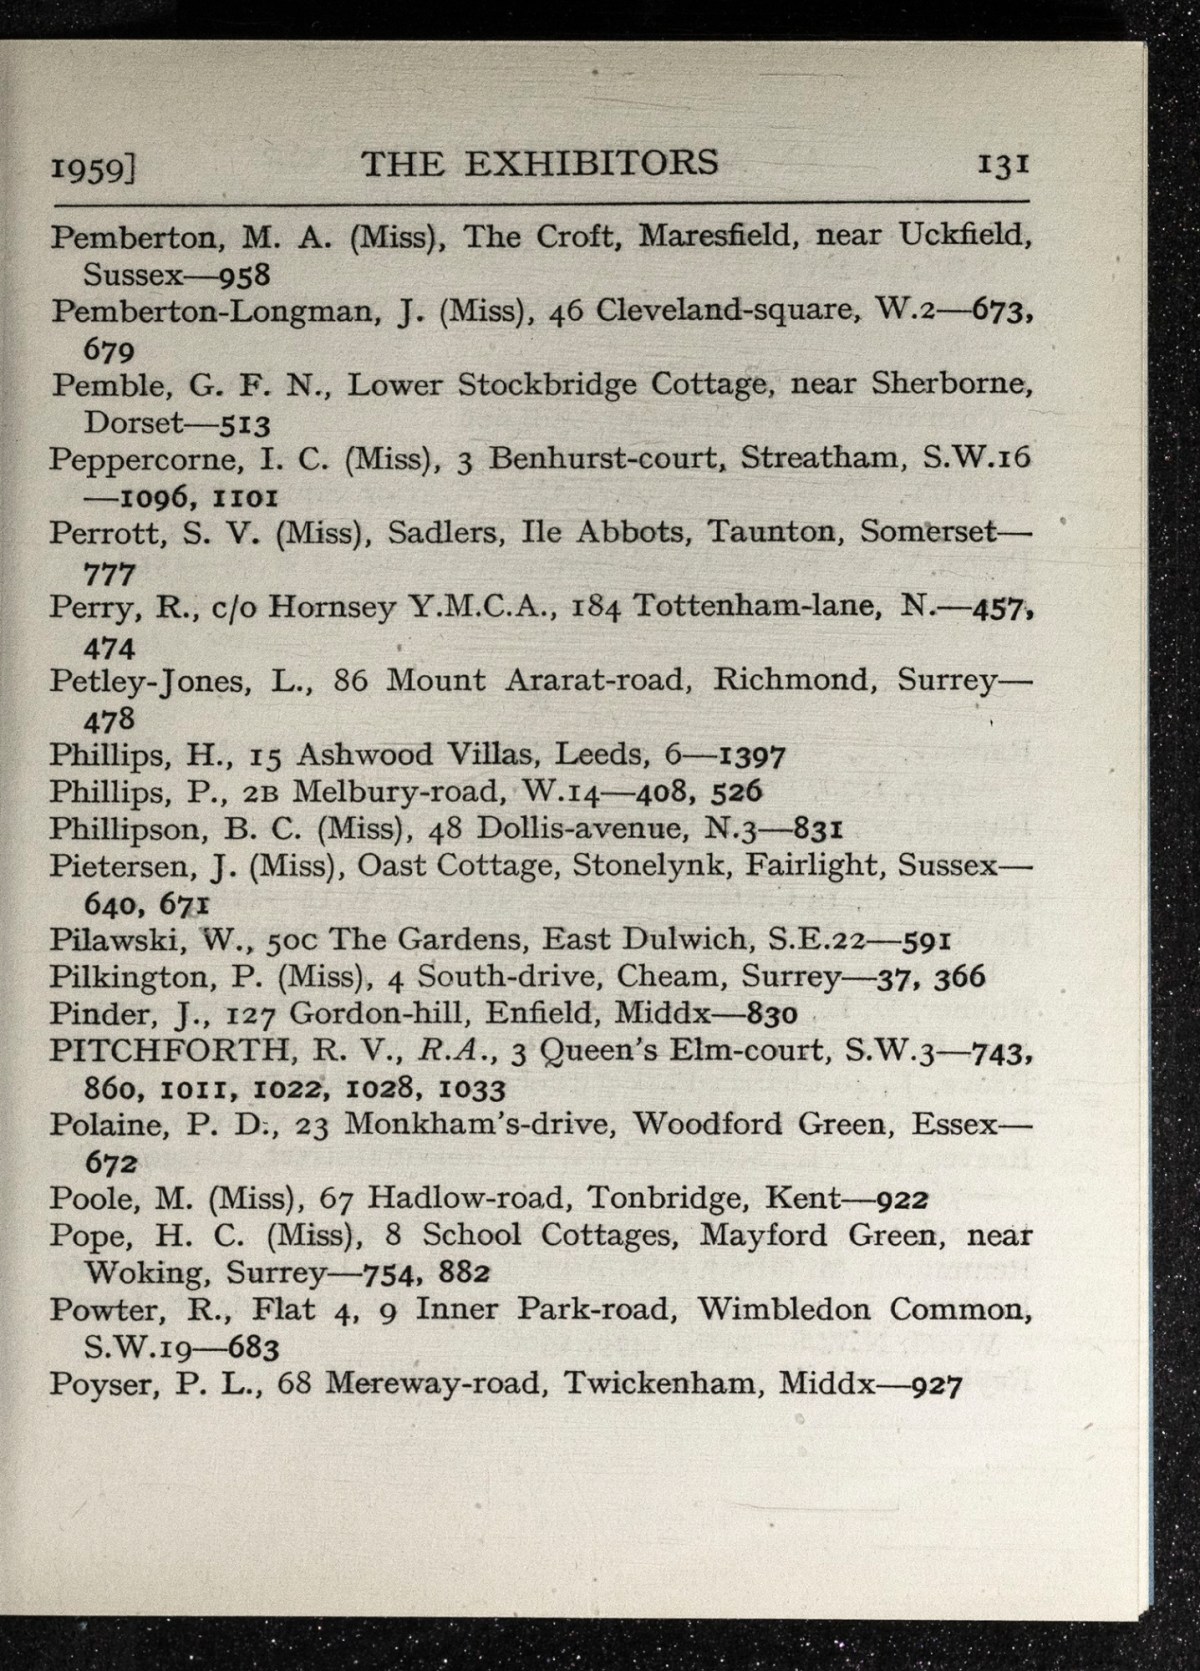 1959] THE EXHIBITORS 131
Pemberton, M. A. (Miss), The Croft, Maresfield, near Uckfield,
Sussex—958
Pemberton-Longman, J. (Miss), 46 Cleveland-square, W.2—673,
679
Pemble, G. F. N., Lower Stockbridge Cottage, near Sherborne,
Dorset—513
Peppercorne, I. C. (Miss), 3 Benhurst-court, Streatham, S.W.16
—1096, 1101
Perrott, S. V. (Miss), Sadlers, Ile Abbots, Taunton, Somerset—
777
Perry, R., c/o Hornsey Y.M.C.A., 184 Tottenham-lane, N.—457,
474
Petley-Jones, L., 86 Mount Ararat-road, Richmond, Surrey—
478
Phillips, H., 15 Ashwood Villas, Leeds, 6—1397
Phillips, P., 2B Melbury-road, W.14—408, 526
Phillipson, B. C. (Miss), 48 Dollis-avenue, N.3—831
Pietersen, J. (Miss), Oast Cottage, Stonelynk, Fairlight, Sussex—
640, 671
Pilawski, W., 50C The Gardens, East Dulwich, S.E.22—591
Pilkington, P. (Miss), 4 South-drive, Cheam, Surrey—37, 366
Pinder, J., 127 Gordon-hill, Enfield, Middx—830
PITCHFORTH, R. V., R.A., 3 Queen's Elm-court, S.W.3—743,
860, 1011, 1022, 1028, 1033
Polaine, P. D., 23 Monkham's-drive, Woodford Green, Essex—
672
Poole, M. (Miss), 67 Hadlow-road, Tonbridge, Kent—922
Pope, H. C. (Miss), 8 School Cottages, Mayford Green, near
Woking, Surrey—754, 882
Powter, R., Flat 4, 9 Inner Park-road, Wimbledon Common,
S.W.19—683
Poyser, P. L., 68 Mereway-road, Twickenham, Middx—927